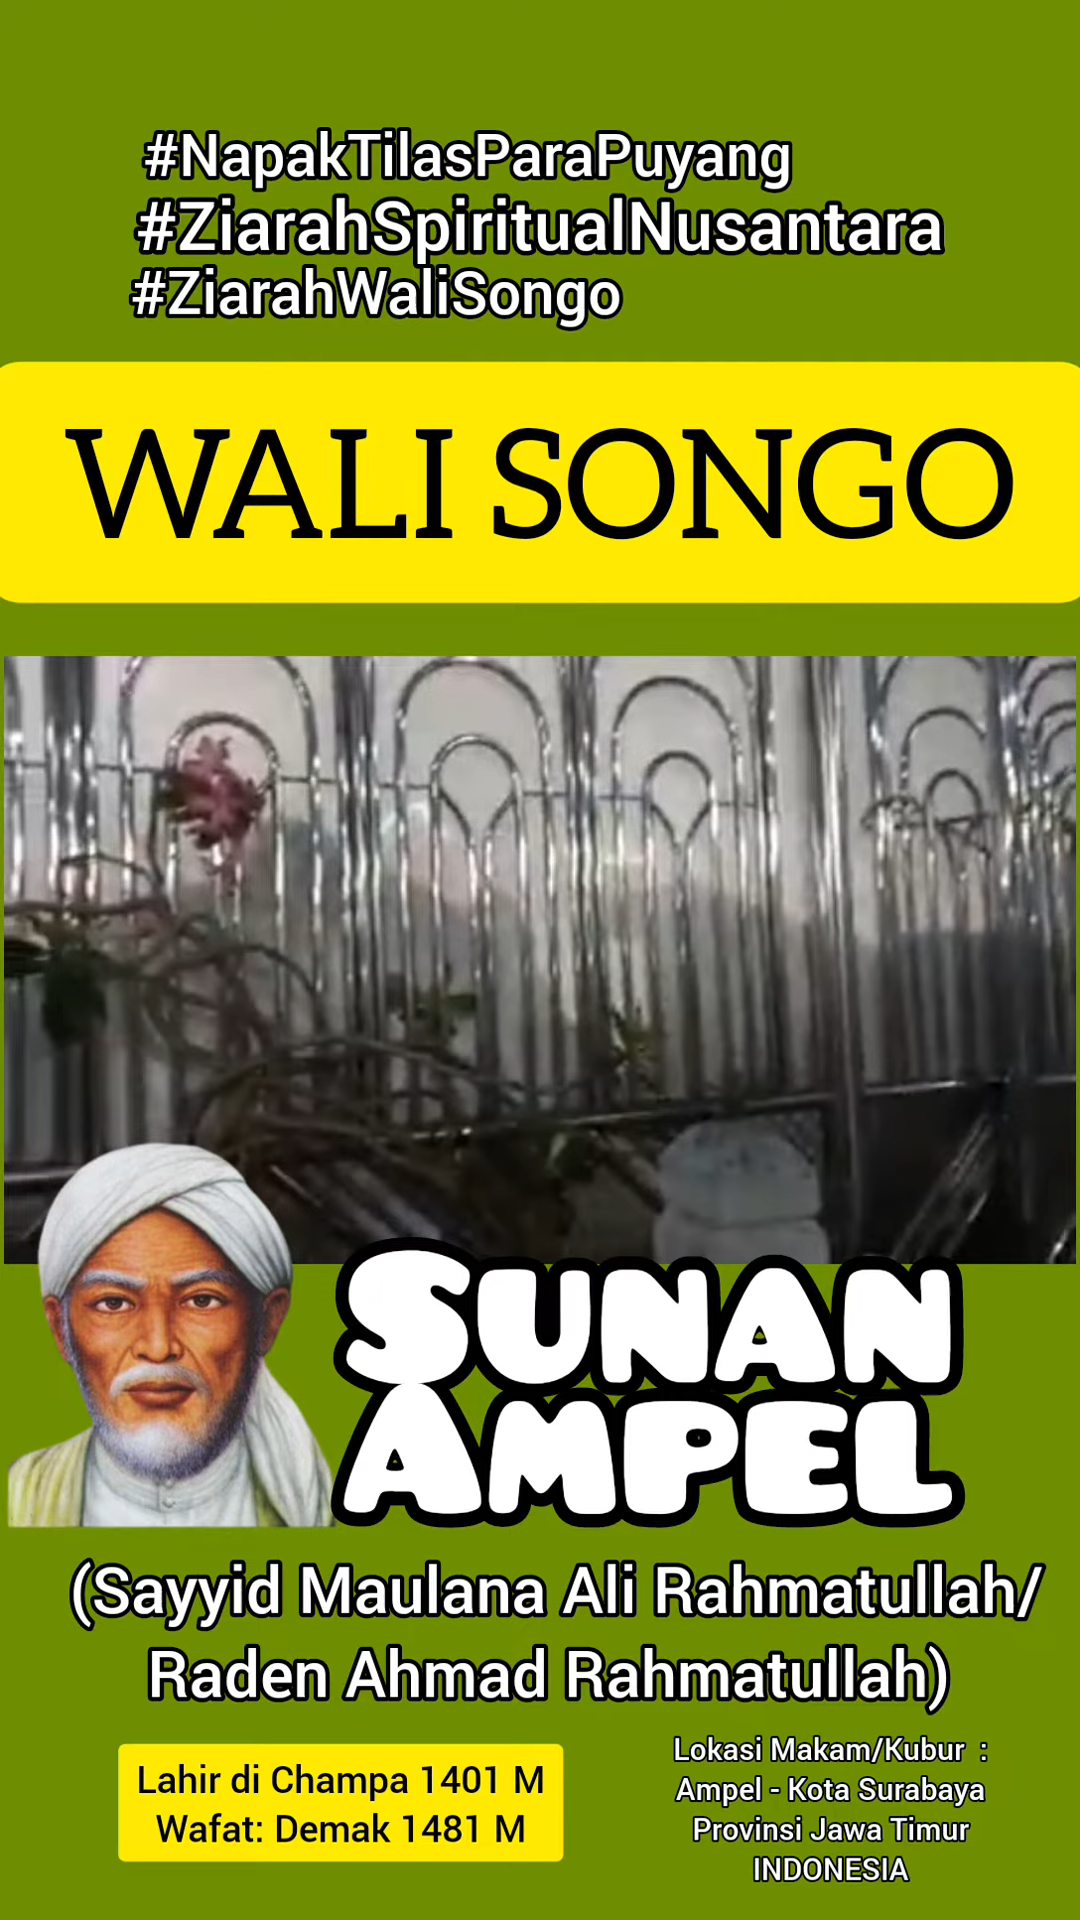 #NapakTilasParaPuyang
#ZiarahSpiritualNusantara
#ZiarahWaliSongo
WALI SONGO
SUNAN
AMPEL
(Sayyid Maulana Ali Rahmatullah/
Raden Ahmad Rahmatullah)
Lahir di Champa 1401 M
Wafat: Demak 1481 M
Lokasi Makam/Kubur :
Ampel - Kota Surabaya
Provinsi Jawa Timur
INDONESIA